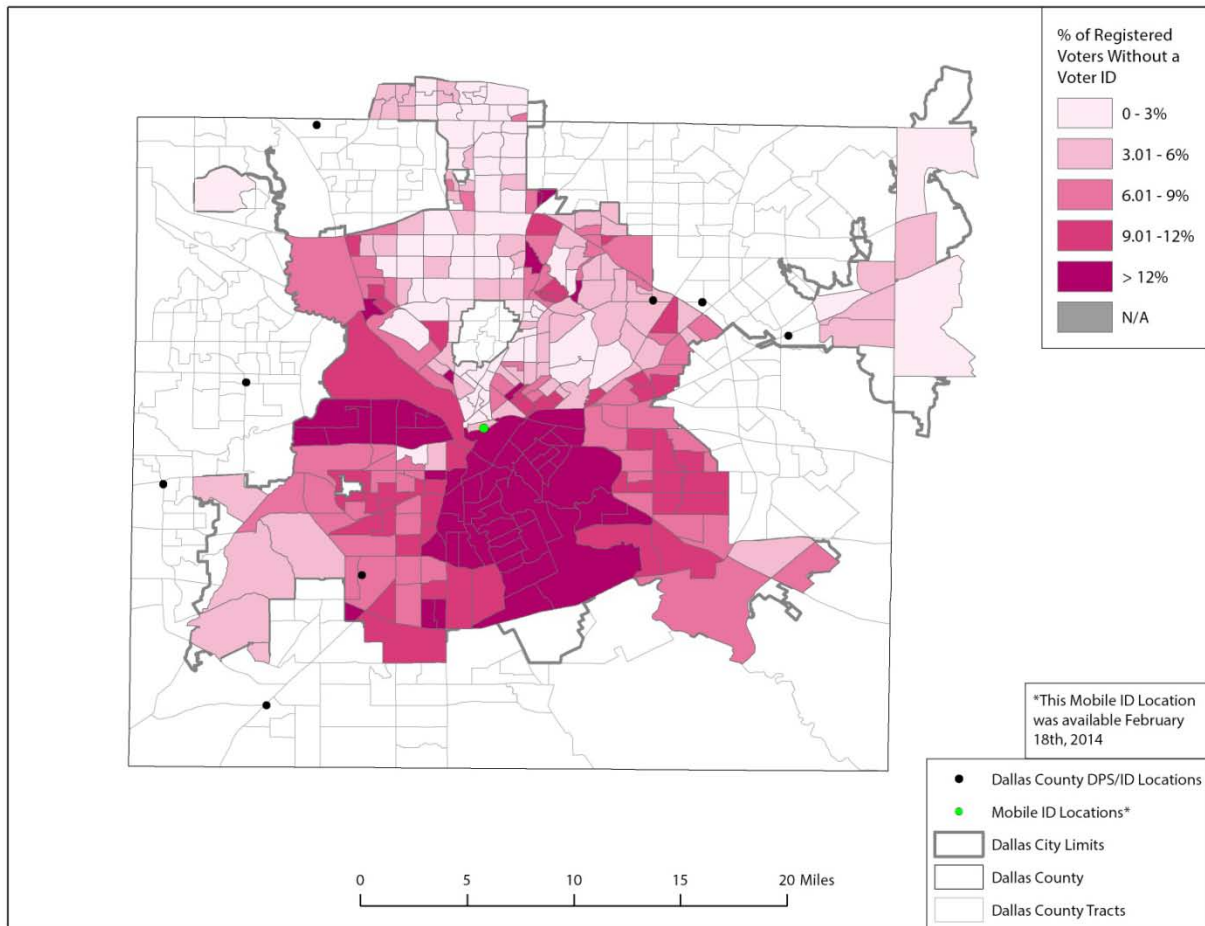 % of Registered
Voters Without a
Voter ID
0 - 3%
3.01 - 6%
6.01 - 9%
9.01 -12%
> 12%
N/A
*This Mobile ID Location
was available February
18th, 2014
Dallas County DPS/ID Locations
Mobile ID Locations*
Dallas City Limits
Dallas County
Dallas County Tracts
0 5 10 15 20 Miles